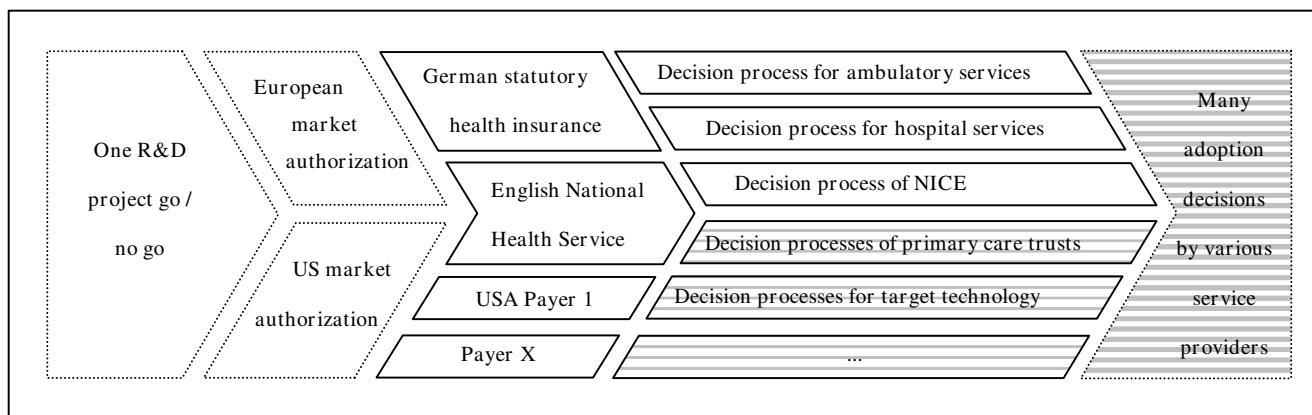 One R&D
project go /
no go
European
market
authorization
US market
authorization
German statutory
health insurance
English National
Health Service
USA Payer 1
Payer X
Decision process for ambulatory services
Decision process for hospital services
Decision process of NICE
Decision processes of primary care trusts
Decision processes for target technology
...
Many
adoption
decisions
by various
service
providers